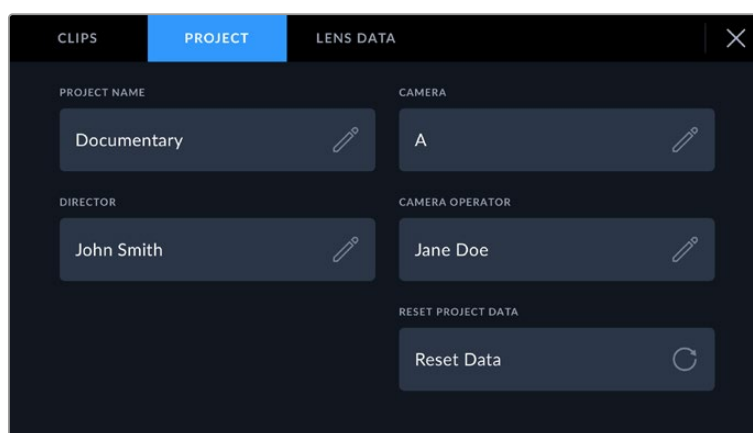 CLIPS PROJECT LENS DATA
PROJECT NAME CAMERA
Documentary A
DIRECTOR CAMERA OPERATOR
John Smith Jane Doe
RESET PROJECT DATA
Reset Data